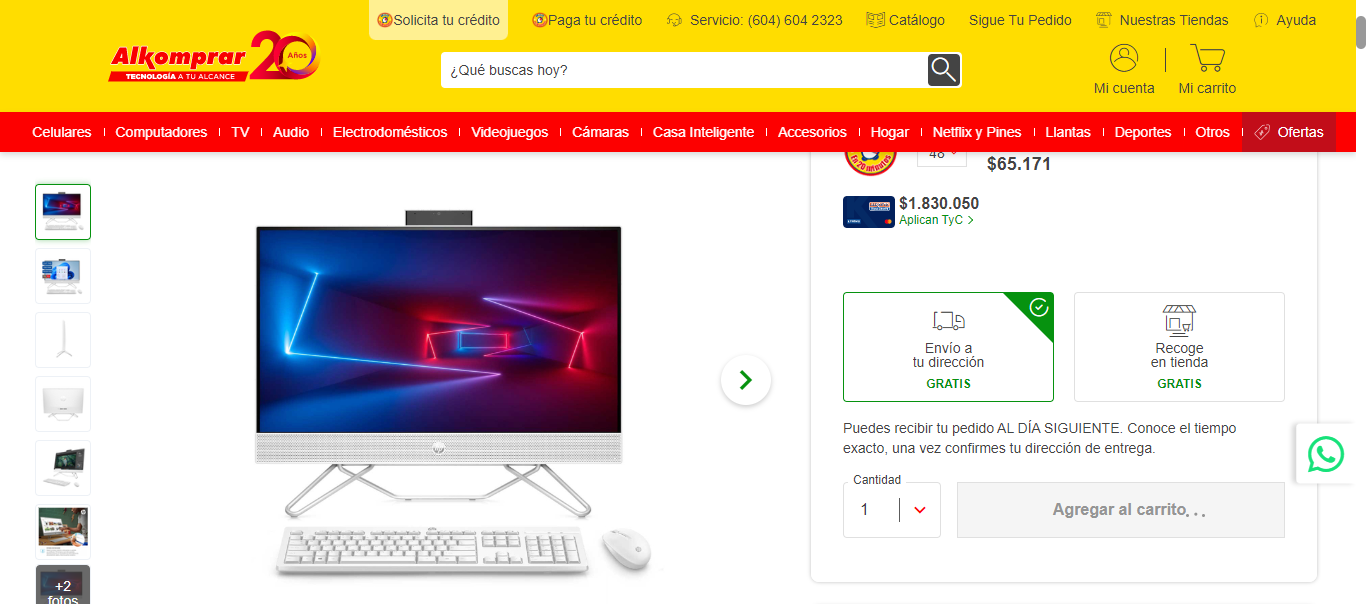 Solicita tu crédito
Paga tu crédito
Servicio: (604) 604 2323
Catálogo
Sigue Tu Pedido
Nuestras Tiendas
Ayuda
Alkomprar 20 Años
TECNOLOGÍA A TU ALCANCE
¿Qué buscas hoy?
Mi cuenta
Mi carrito
Celulares
Computadores
TV
Audio
Electrodomésticos
Videojuegos
Cámaras
Casa Inteligente
Accesorios
Hogar
Netflix y Pines
Llantas
Deportes
Otros
Ofertas
En 20 minutos
48
$65.171
$1.830.050
Aplican TyC >
Envío a
tu dirección
GRATIS
Recoge
en tienda
GRATIS
Puedes recibir tu pedido AL DÍA SIGUIENTE. Conoce el tiempo
exacto, una vez confirmes tu dirección de entrega.
Cantidad
1
Agregar al carrito...
+2
fotos
hp